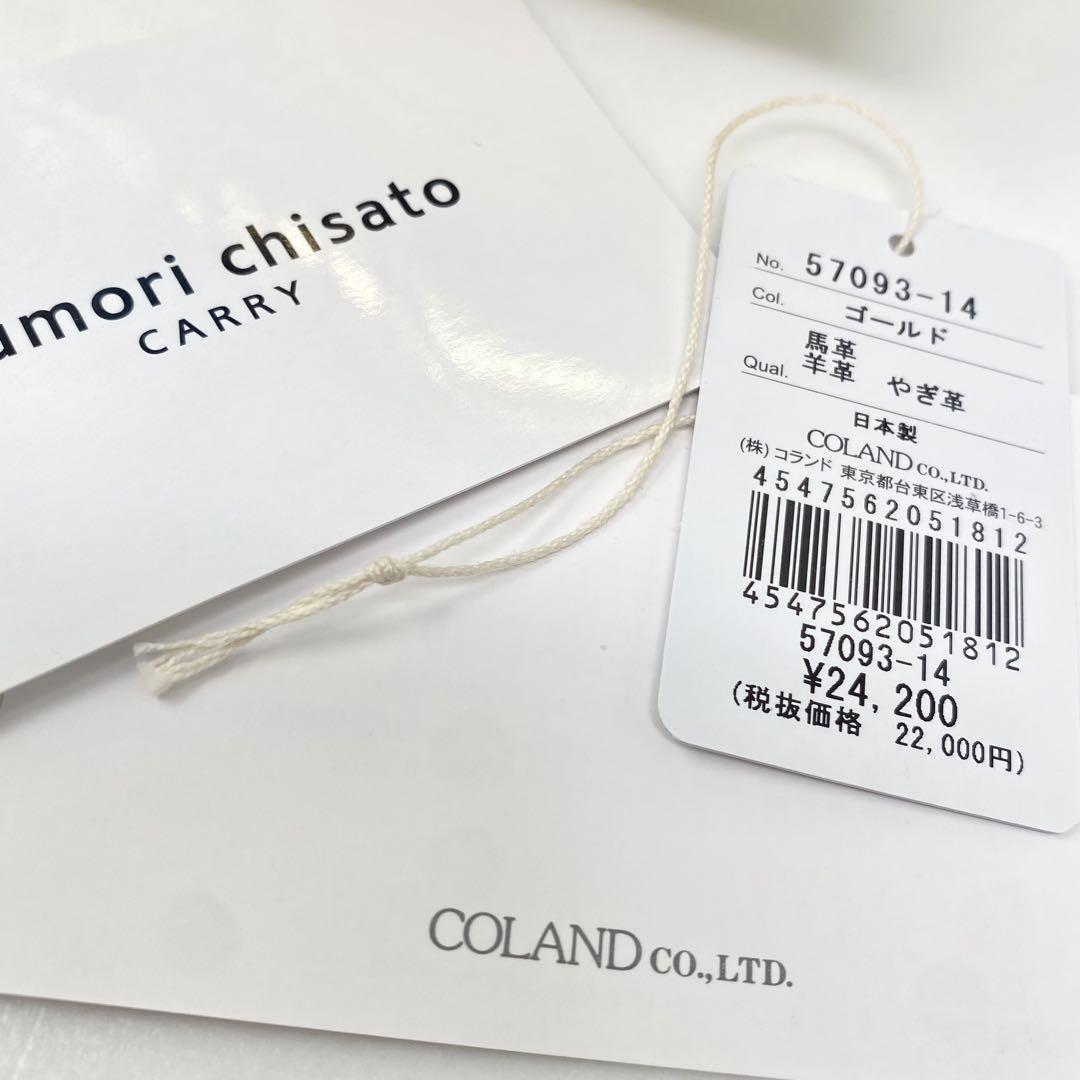 umori chisato
CARRY
No. 57093-14
Col. ゴールド
Qual. 馬革
羊革 やぎ革
日本製
COLAND CO.,LTD.
(株) コランド 東京都台東区浅草橋1-6-3
4547562051812
4547562051812
57093-14
¥24,200
(税抜価格 22,000円)
COLAND CO.,LTD.